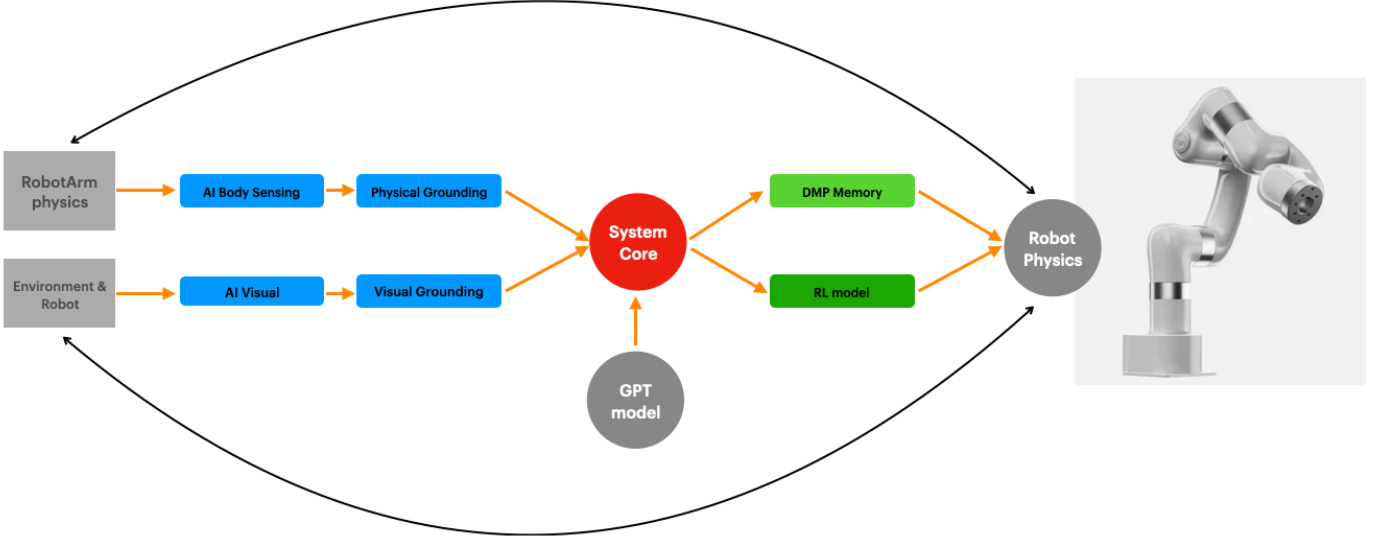 RobotArm
physics
AI Body Sensing
Physical Grounding
Environment &
Robot
AI Visual
Visual Grounding
System
Core
GPT
model
DMP Memory
RL model
Robot
Physics